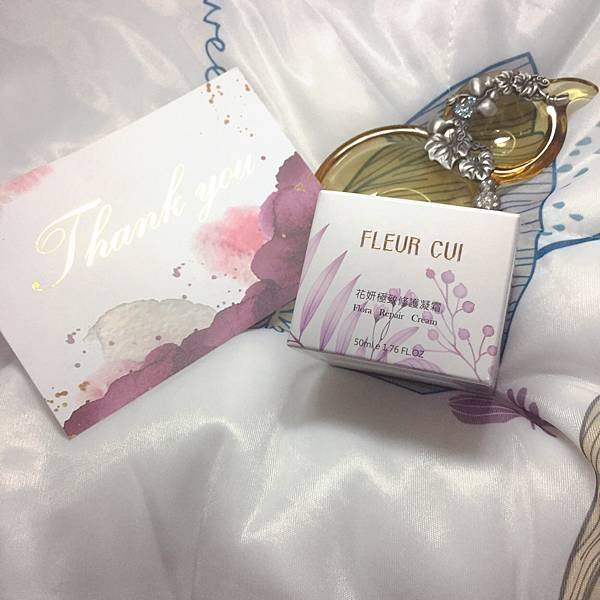 Thank you
FLEUR CUI
花妍極緻修護凝霜
Flora Repair Cream
50ml e 1.76 FL.OZ